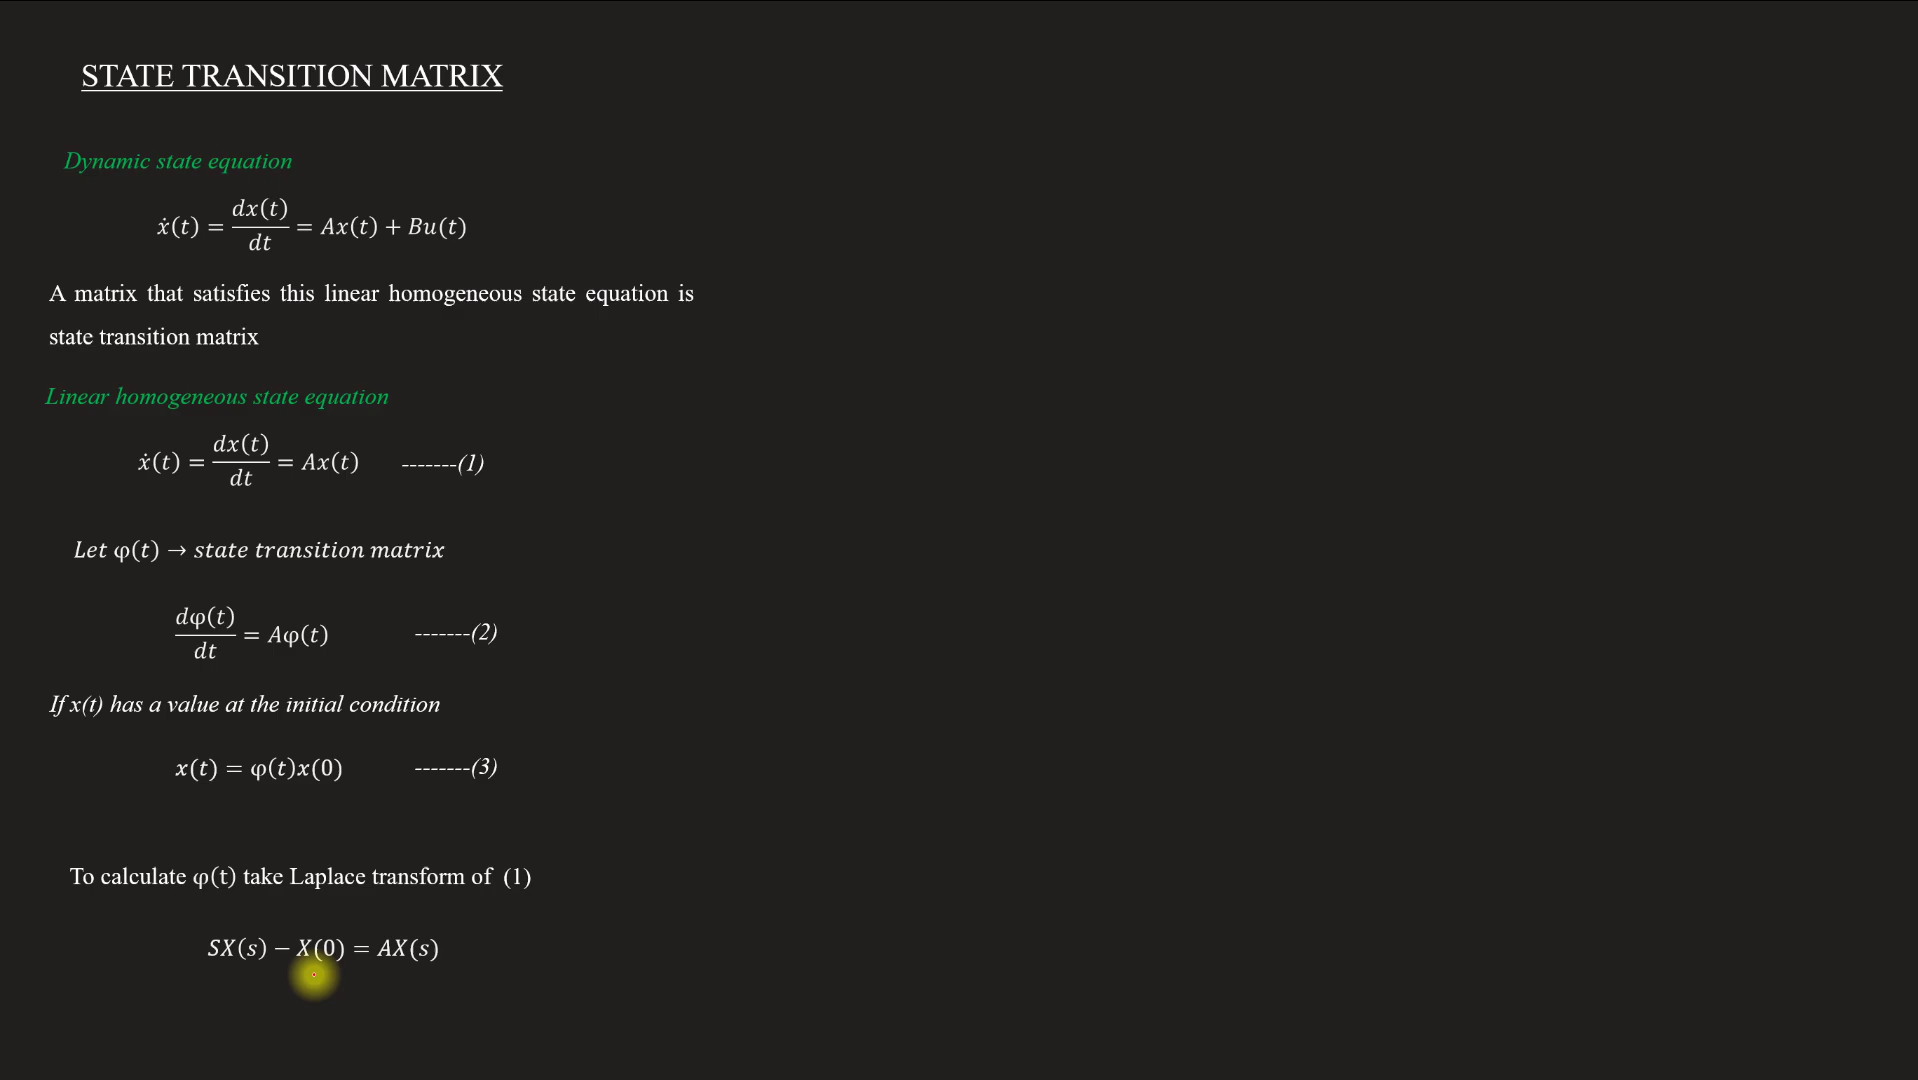 STATE TRANSITION MATRIX
Dynamic state equation
ẋ(t) = dx(t)/dt = Ax(t) + Bu(t)
A matrix that satisfies this linear homogeneous state equation is
state transition matrix
Linear homogeneous state equation
ẋ(t) = dx(t)/dt = Ax(t) -------(1)
Let φ(t) → state transition matrix
dφ(t)/dt = Aφ(t) -------(2)
If x(t) has a value at the initial condition
x(t) = φ(t)x(0) -------(3)
To calculate φ(t) take Laplace transform of (1)
SX(s) − X(0) = AX(s)